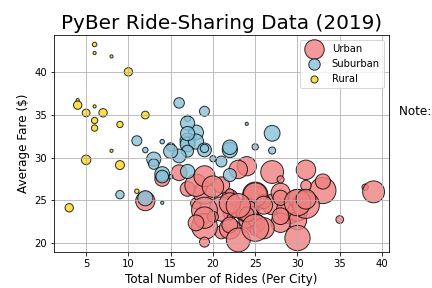 PyBer Ride-Sharing Data (2019)
Urban
Suburban
Rural
Note:
40
35
30
25
20
Average Fare ($)
5 10 15 20 25 30 35 40
Total Number of Rides (Per City)